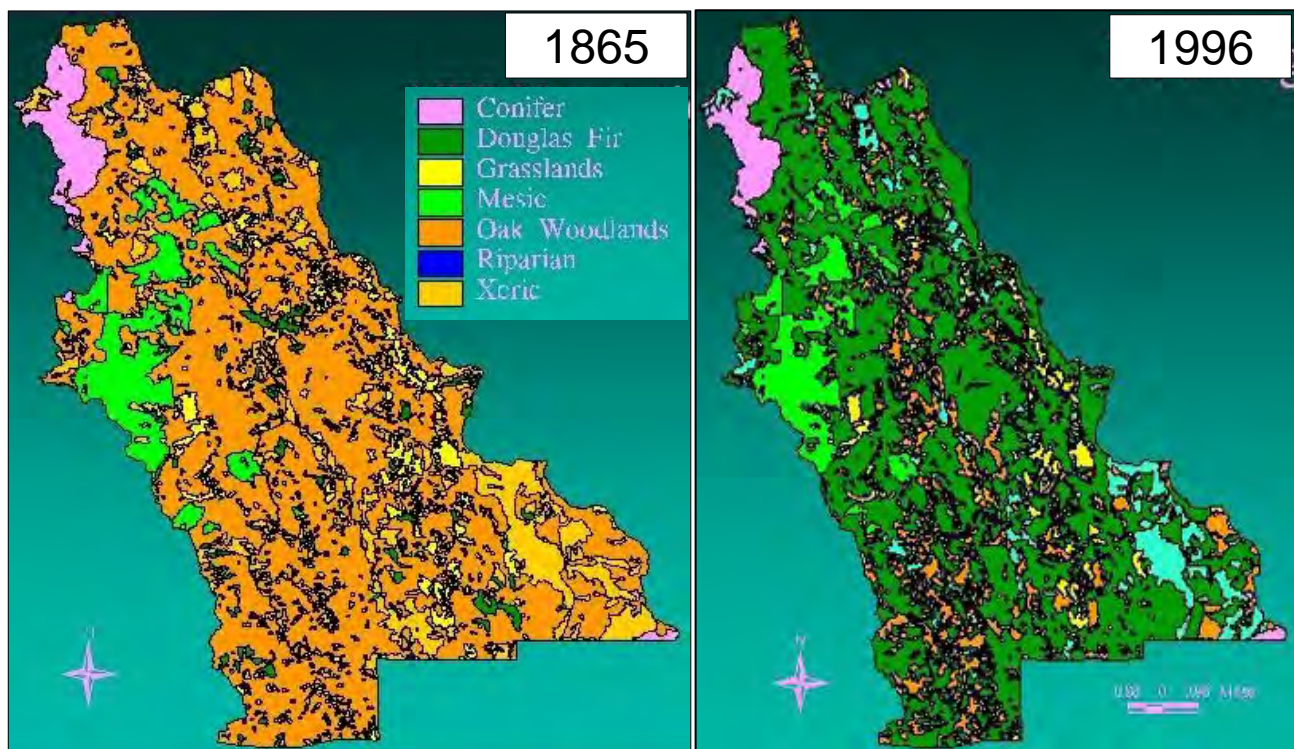 1865
Conifer
Douglas Fir
Grasslands
Mesic
Oak Woodlands
Riparian
Xeric
1996
N